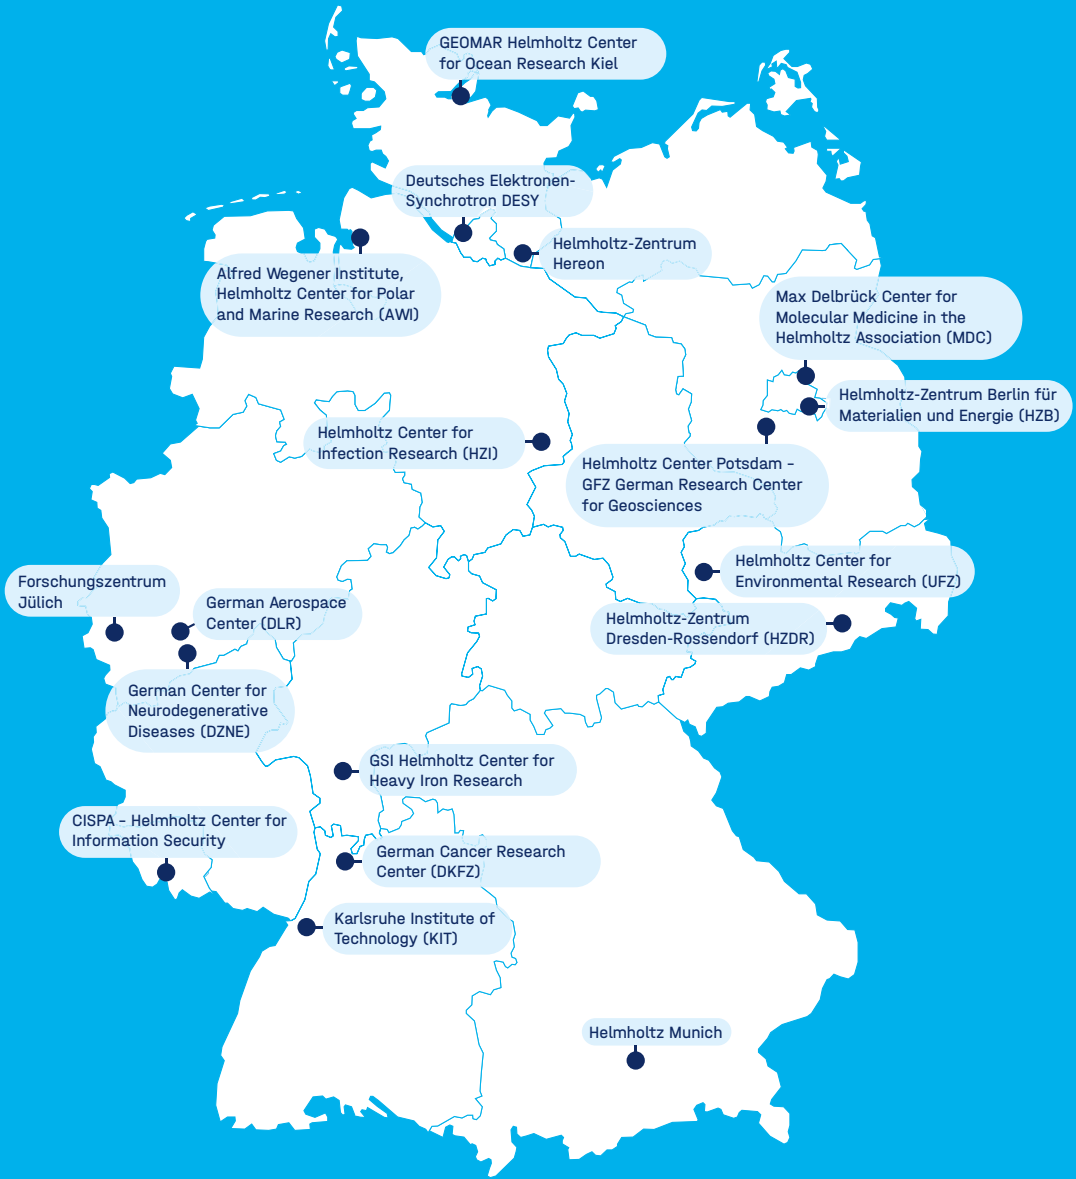 GEOMAR Helmholtz Center
for Ocean Research Kiel
Deutsches Elektronen-
Synchrotron DESY
Helmholtz-Zentrum
Hereon
Alfred Wegener Institute,
Helmholtz Center for Polar
and Marine Research (AWI)
Max Delbrück Center for
Molecular Medicine in the
Helmholtz Association (MDC)
Helmholtz-Zentrum Berlin für
Materialien und Energie (HZB)
Helmholtz Center for
Infection Research (HZI)
Helmholtz Center Potsdam -
GFZ German Research Center
for Geosciences
Helmholtz Center for
Environmental Research (UFZ)
Forschungszentrum
Jülich
German Aerospace
Center (DLR)
Helmholtz-Zentrum
Dresden-Rossendorf (HZDR)
German Center for
Neurodegenerative
Diseases (DZNE)
GSI Helmholtz Center for
Heavy Iron Research
CISPA - Helmholtz Center for
Information Security
German Cancer Research
Center (DKFZ)
Karlsruhe Institute of
Technology (KIT)
Helmholtz Munich